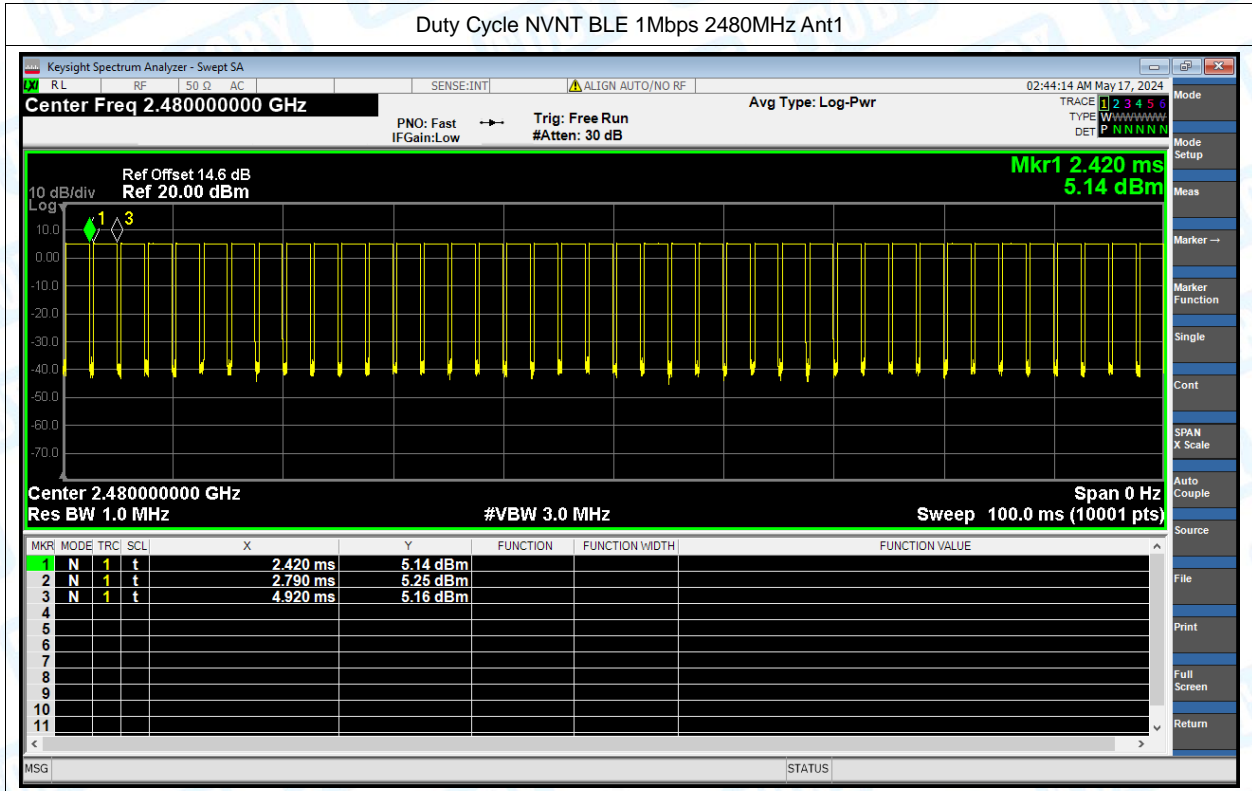 Duty Cycle NVNT BLE 1Mbps 2480MHz Ant1
Keysight Spectrum Analyzer - Swept SA
LXI RL RF 50 Ω AC SENSE:INT ALIGN AUTO/NO RF 02:44:14 AM May 17, 2024
Center Freq 2.480000000 GHz
PNO: Fast
IFGain:Low
Trig: Free Run
#Atten: 30 dB
Avg Type: Log-Pwr
TRACE 1 2 3 4 5 6
TYPE W W W W W W
DET P N N N N N
Mkr1 2.420 ms
5.14 dBm
Ref Offset 14.6 dB
10 dB/div Ref 20.00 dBm
Log
1 3
10.0
0.00
-10.0
-20.0
-30.0
-40.0
-50.0
-60.0
-70.0
Center 2.480000000 GHz Span 0 Hz
Res BW 1.0 MHz #VBW 3.0 MHz Sweep 100.0 ms (10001 pts)
MKR MODE TRC SCL X Y FUNCTION FUNCTION WIDTH FUNCTION VALUE
1 N 1 t 2.420 ms 5.14 dBm
2 N 1 t 2.790 ms 5.25 dBm
3 N 1 t 4.920 ms 5.16 dBm
4
5
6
7
8
9
10
11
MSG STATUS
Mode
Mode Setup
Meas
Marker →
Marker Function
Single
Cont
SPAN X Scale
Auto Couple
Source
File
Print
Full Screen
Return